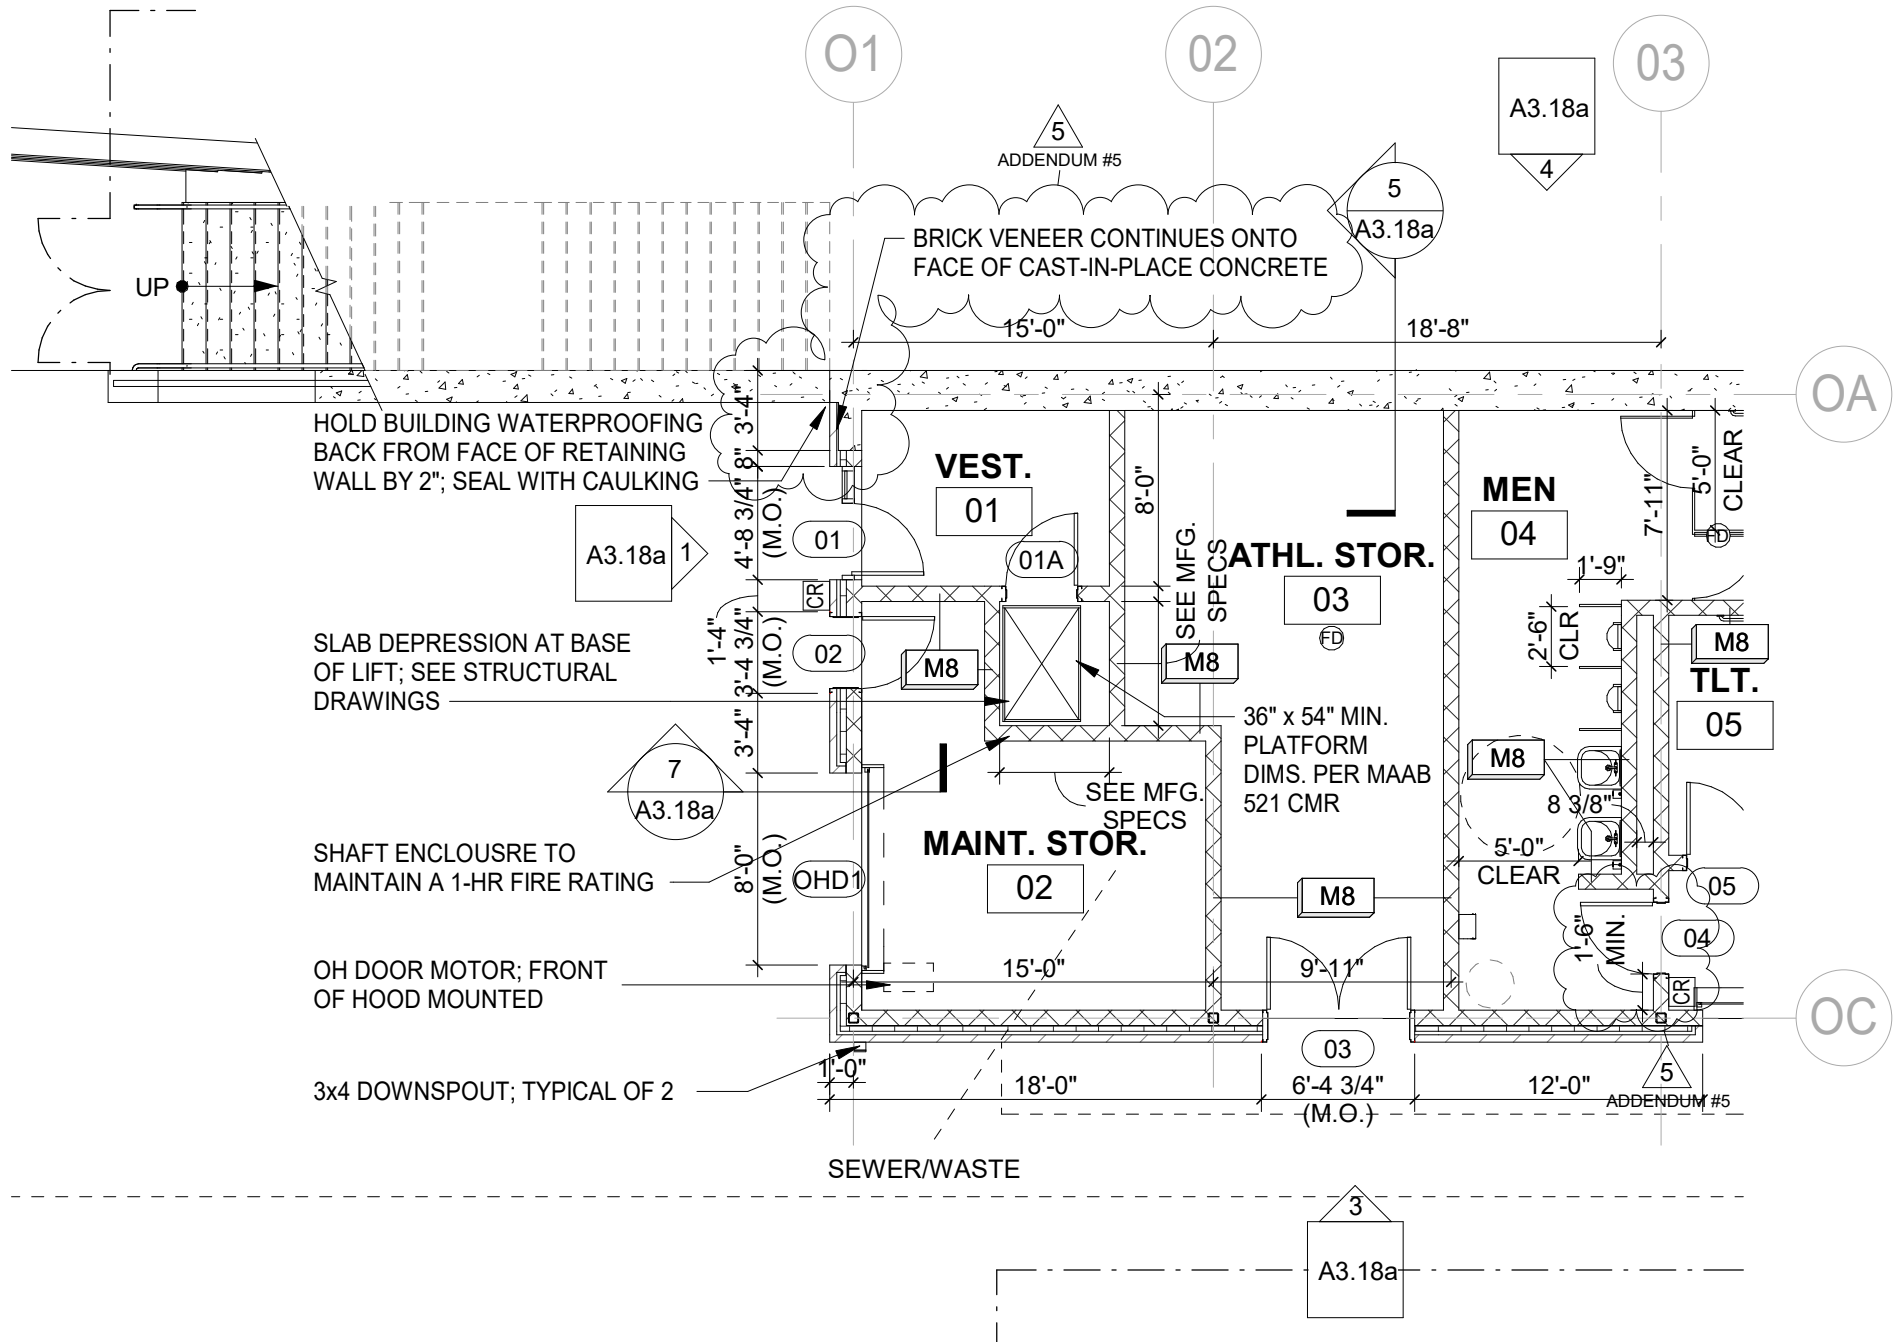 O1
02
03
A3.18a
4
5
ADDENDUM #5
5
A3.18a
BRICK VENEER CONTINUES ONTO
FACE OF CAST-IN-PLACE CONCRETE
UP
15'-0"
18'-8"
OA
HOLD BUILDING WATERPROOFING
BACK FROM FACE OF RETAINING
WALL BY 2"; SEAL WITH CAULKING
3'-4"
8"
4'-8 3/4"
(M.O.)
VEST.
01
8'-0"
MEN
04
7'-11"
5'-0"
CLEAR
FD
A3.18a
1
01
01A
SEE MFG.
SPECS
ATHL. STOR.
03
FD
1'-9"
CR
2'-6"
CLR
SLAB DEPRESSION AT BASE
OF LIFT; SEE STRUCTURAL
DRAWINGS
1'-4"
3'-4 3/4"
(M.O.)
02
M8
M8
M8
TLT.
05
3'-4"
36" x 54" MIN.
PLATFORM
DIMS. PER MAAB
521 CMR
7
A3.18a
M8
SEE MFG.
SPECS
8 3/8"
SHAFT ENCLOUSRE TO
MAINTAIN A 1-HR FIRE RATING
8'-0"
(M.O.)
OHD1
MAINT. STOR.
02
M8
5'-0"
CLEAR
05
04
1'-6"
MIN.
CR
OH DOOR MOTOR; FRONT
OF HOOD MOUNTED
15'-0"
9'-11"
OC
03
3x4 DOWNSPOUT; TYPICAL OF 2
1'-0"
18'-0"
6'-4 3/4"
(M.O.)
12'-0"
5
ADDENDUM #5
SEWER/WASTE
3
A3.18a